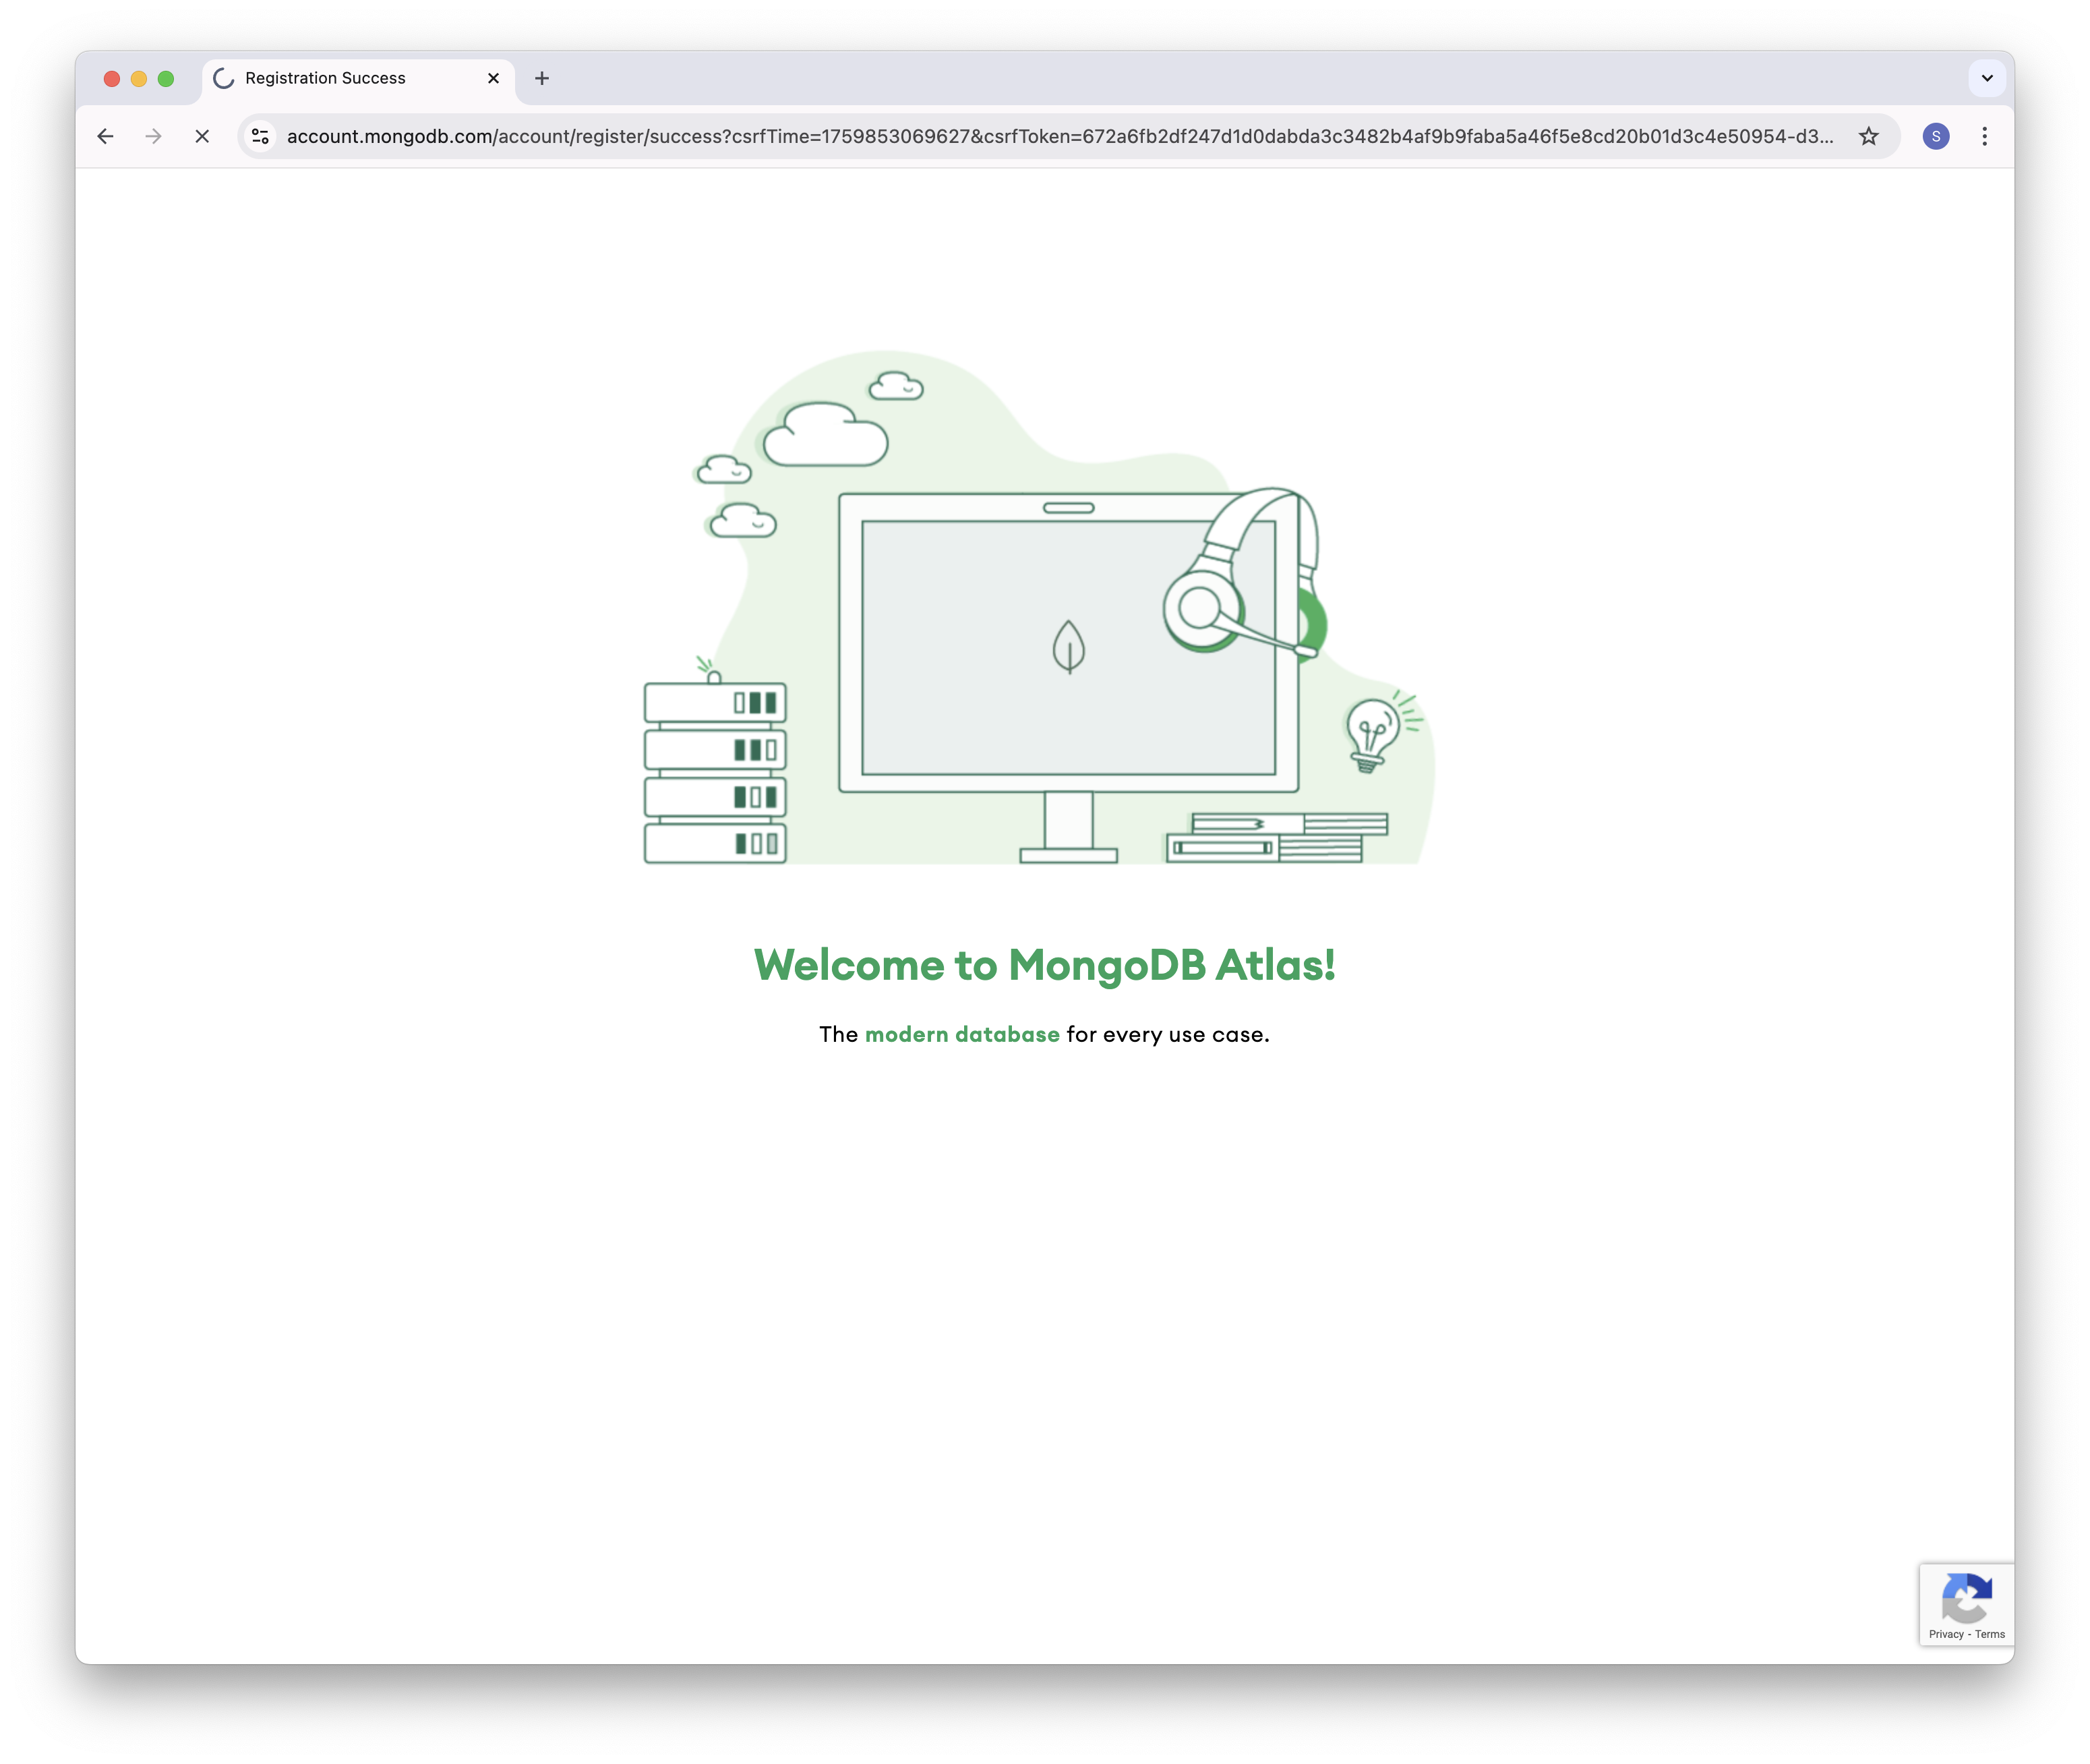 Registration Success
account.mongodb.com/account/register/success?csrfTime=1759853069627&csrfToken=672a6fb2df247d1d0dabda3c3482b4af9b9faba5a46f5e8cd20b01d3c4e50954-d3...
S
Welcome to MongoDB Atlas!
The modern database for every use case.
Privacy - Terms